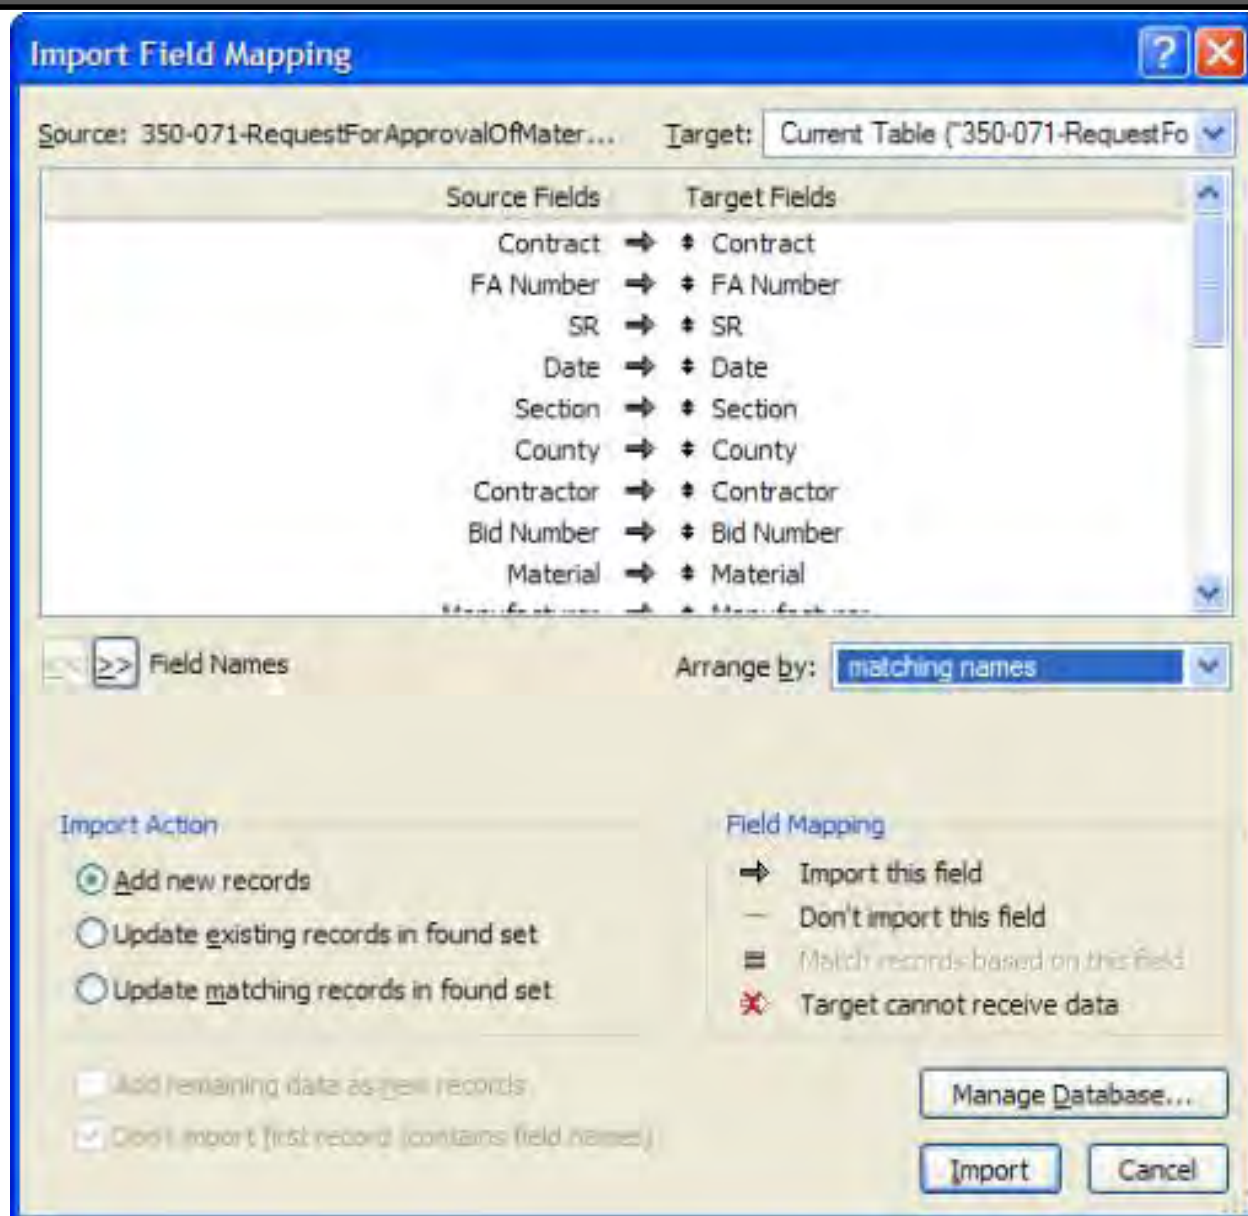 Import Field Mapping
Source: 350-071-RequestForApprovalOfMater... Target: Current Table ("350-071-RequestFo
Source Fields Target Fields
Contract Contract
FA Number FA Number
SR SR
Date Date
Section Section
County County
Contractor Contractor
Bid Number Bid Number
Material Material
Manufacturer Manufacturer
<< >> Field Names Arrange by: matching names
Import Action Field Mapping
Add new records Import this field
Update existing records in found set Don't import this field
Update matching records in found set Match records based on this field
Target cannot receive data
Add remaining data as new records
Don't import first record (contains field names)
Manage Database...
Import Cancel